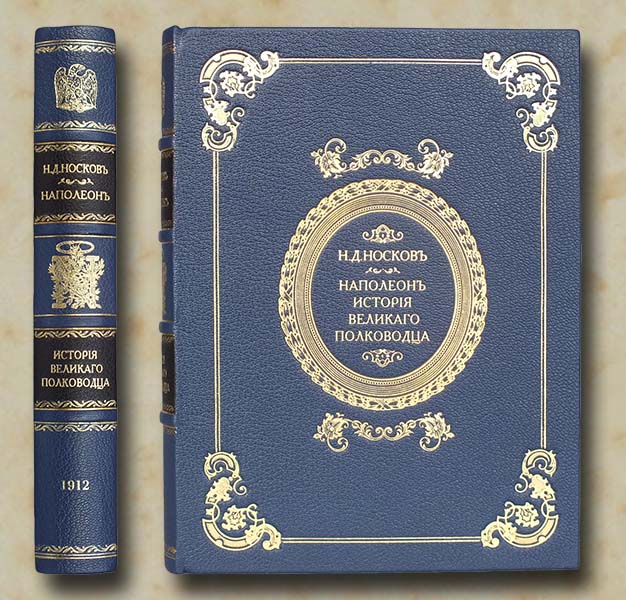 Н.Д.НОСКОВЪ
НАПОЛЕОНЪ
ИСТОРІЯ
ВЕЛИКАГО
ПОЛКОВОДЦА
1912
Н.Д.НОСКОВЪ
НАПОЛЕОНЪ
ИСТОРІЯ
ВЕЛИКАГО
ПОЛКОВОДЦА